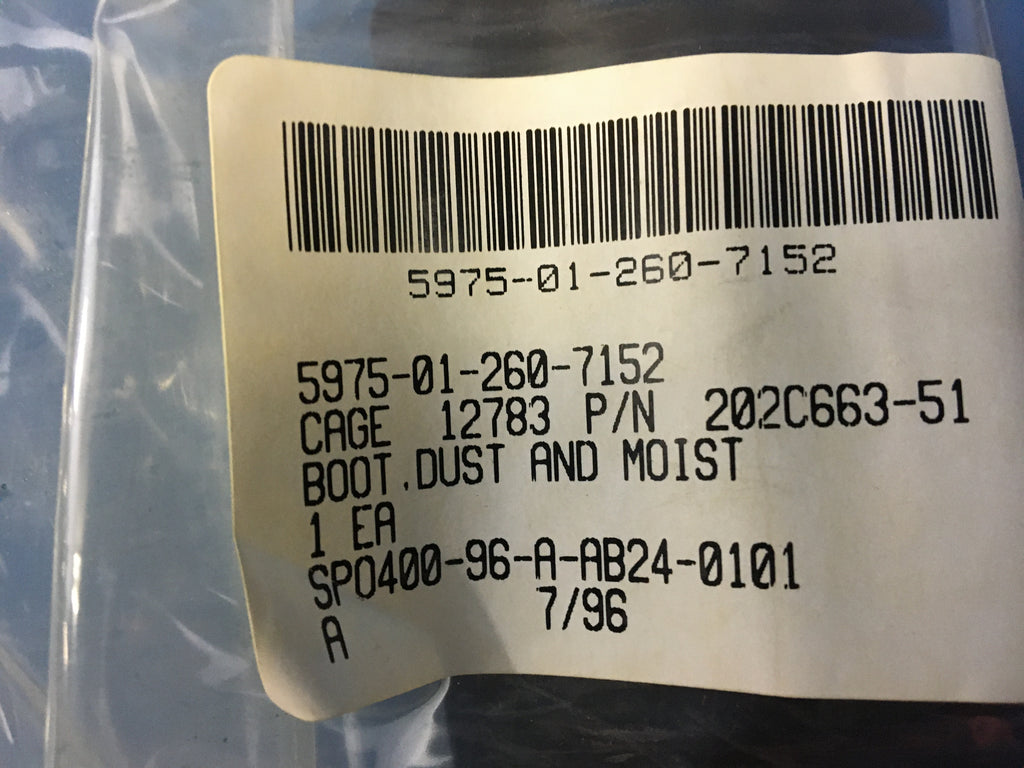 5975-01-260-7152
5975-01-260-7152
CAGE 12783 P/N 202C663-51
BOOT,DUST AND MOIST
1 EA
SPO400-96-A-AB24-0101
A 7/96